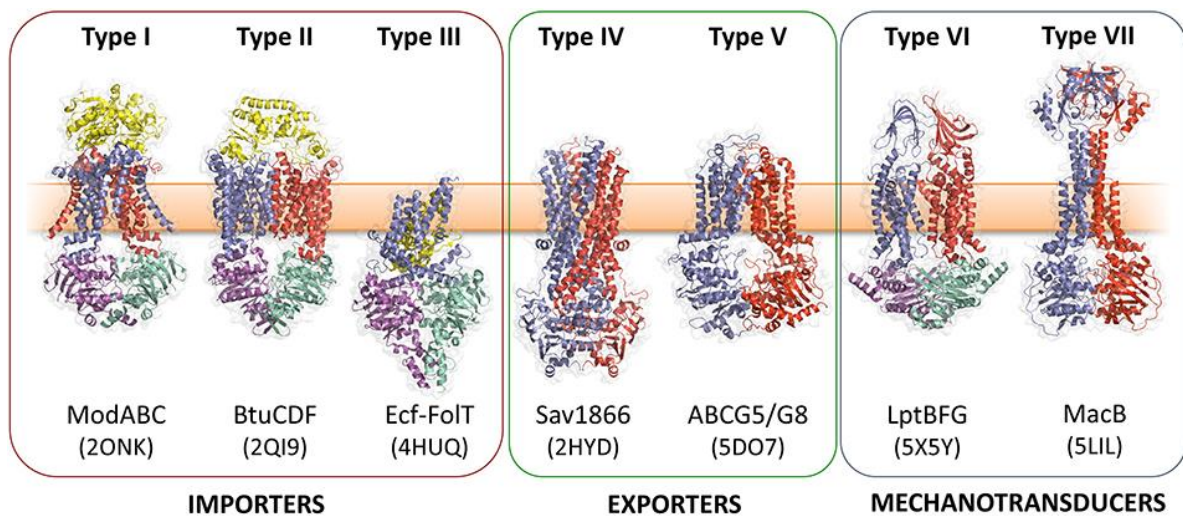 Type I Type II Type III Type IV Type V Type VI Type VII
ModABC BtuCDF Ecf-FolT Sav1866 ABCG5/G8 LptBFG MacB
(2ONK) (2QI9) (4HUQ) (2HYD) (5DO7) (5X5Y) (5LIL)
IMPORTERS EXPORTERS MECHANOTRANSDUCERS